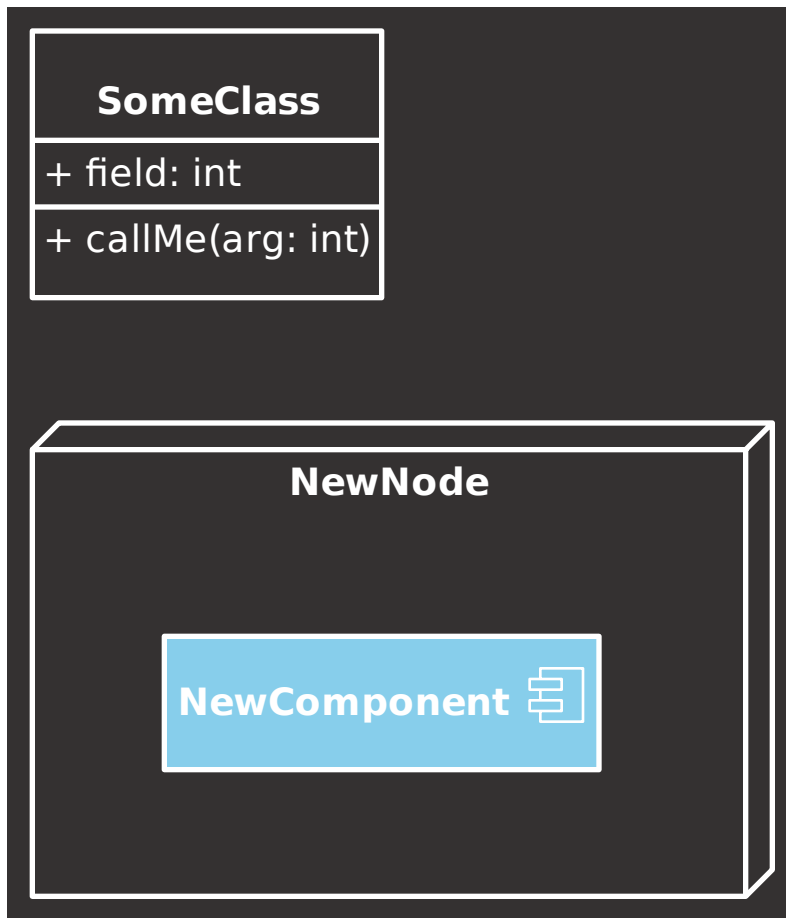 SomeClass
+ field: int
+ callMe(arg: int)
NewNode
NewComponent